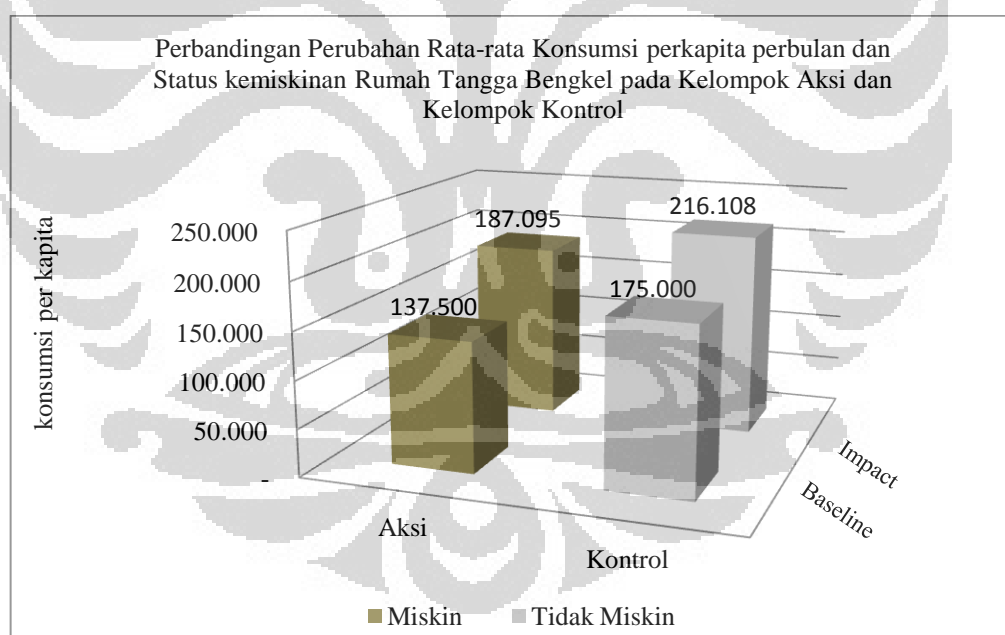 Perbandingan Perubahan Rata-rata Konsumsi perkapita perbulan dan
Status kemiskinan Rumah Tangga Bengkel pada Kelompok Aksi dan
Kelompok Kontrol
konsumsi per kapita
250.000
200.000
150.000
100.000
50.000
-
187.095
216.108
137.500
175.000
Impact
Baseline
Aksi
Kontrol
Miskin
Tidak Miskin